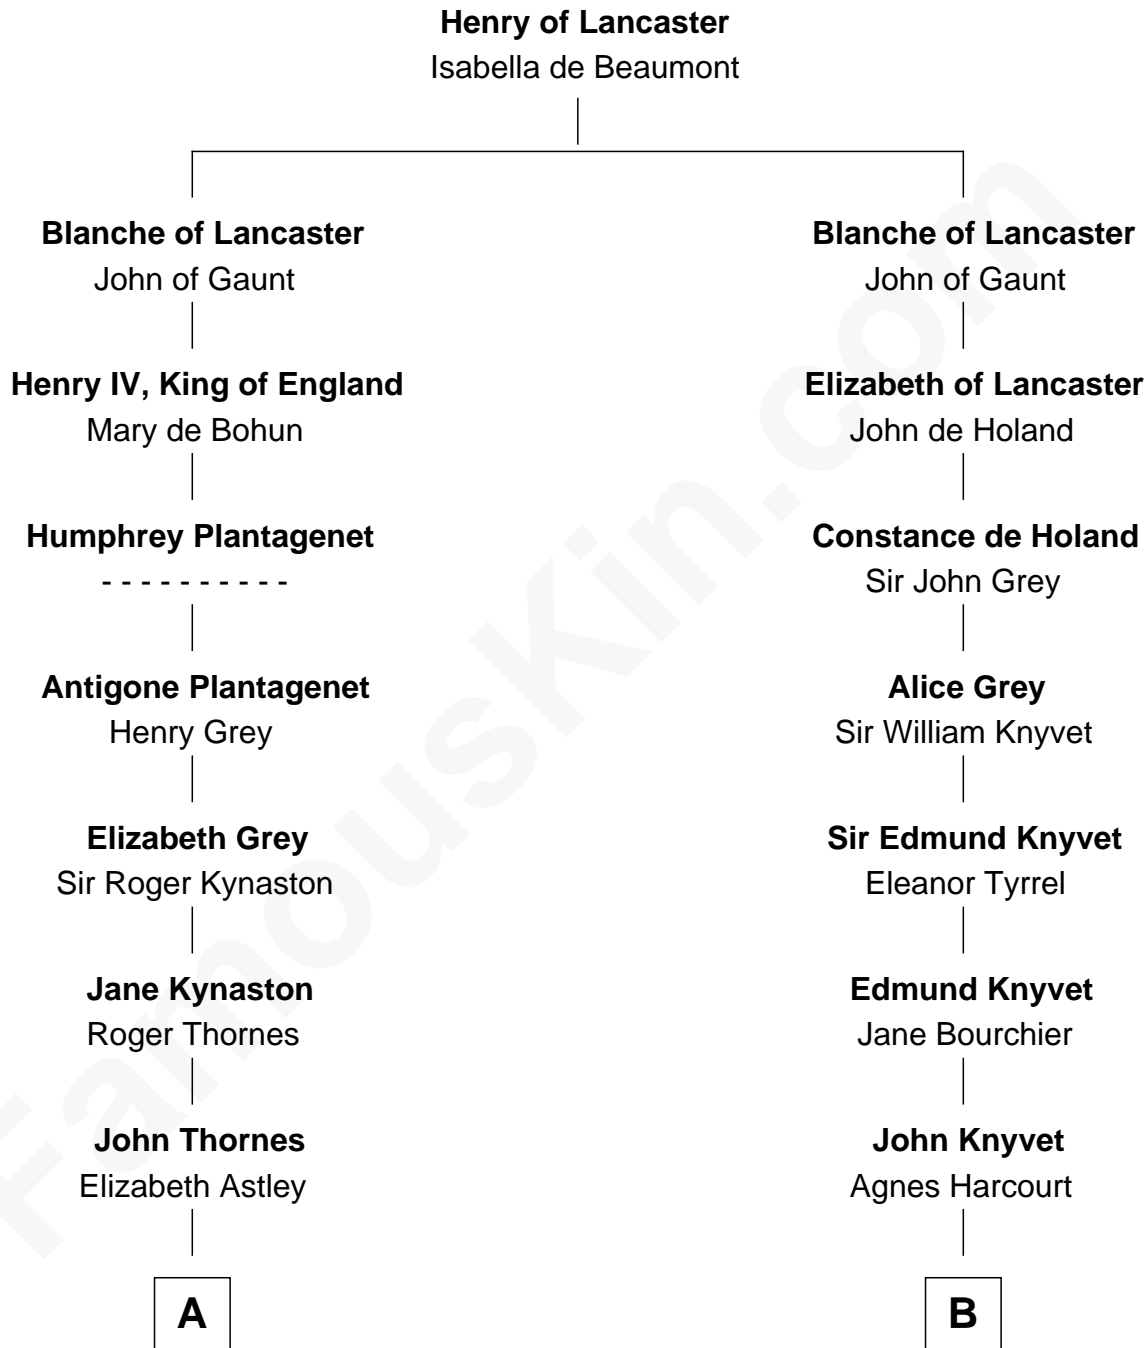 Henry of Lancaster
Isabella de Beaumont
Blanche of Lancaster
John of Gaunt
Henry IV, King of England
Mary de Bohun
Humphrey Plantagenet
- - - - - - - - - -
Antigone Plantagenet
Henry Grey
Elizabeth Grey
Sir Roger Kynaston
Jane Kynaston
Roger Thornes
John Thornes
Elizabeth Astley
A
Blanche of Lancaster
John of Gaunt
Elizabeth of Lancaster
John de Holand
Constance de Holand
Sir John Grey
Alice Grey
Sir William Knyvet
Sir Edmund Knyvet
Eleanor Tyrrel
Edmund Knyvet
Jane Bourchier
John Knyvet
Agnes Harcourt
B
FamousKin.com